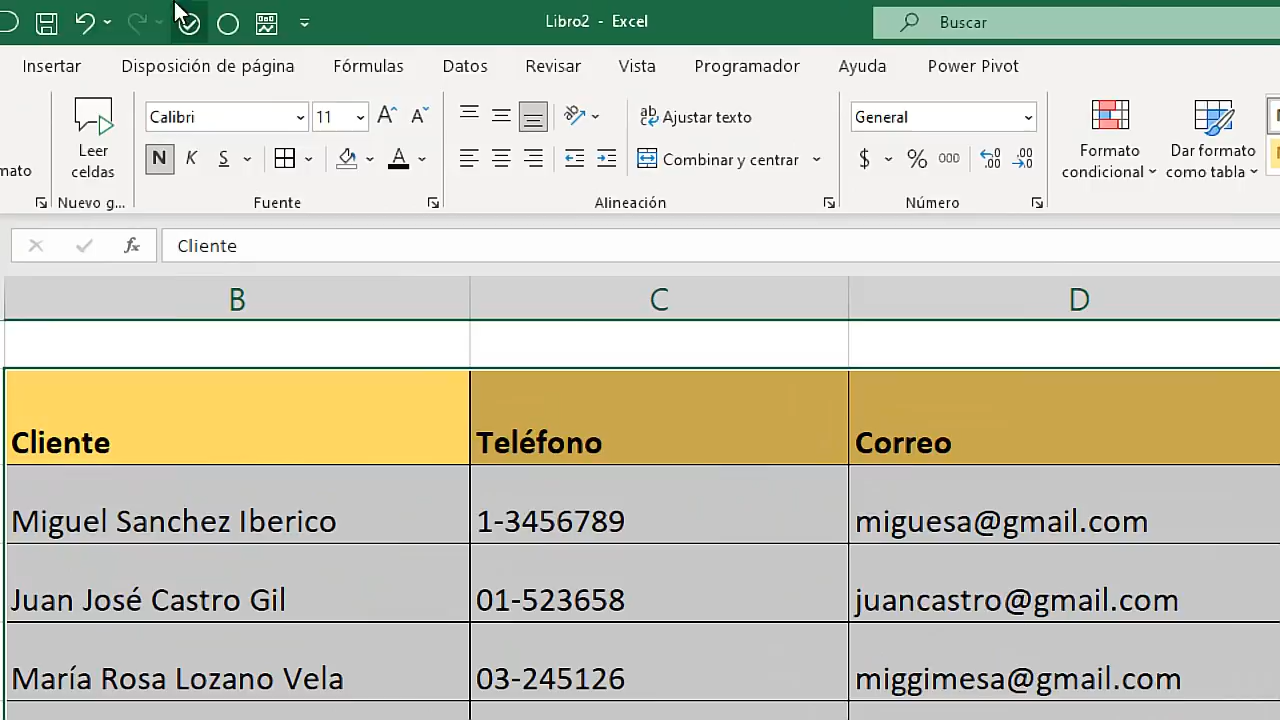 Libro2 - Excel
Buscar
Insertar
Disposición de página
Fórmulas
Datos
Revisar
Vista
Programador
Ayuda
Power Pivot
mato
Leer
celdas
Nuevo g...
Calibri
11
N K S A
Fuente
Ajustar texto
Combinar y centrar
Alineación
General
$ % 000
Número
Formato
condicional
Dar formato
como tabla
fx
Cliente
B C D
Cliente Teléfono Correo
Miguel Sanchez Iberico 1-3456789 miguesa@gmail.com
Juan José Castro Gil 01-523658 juancastro@gmail.com
María Rosa Lozano Vela 03-245126 miggimesa@gmail.com